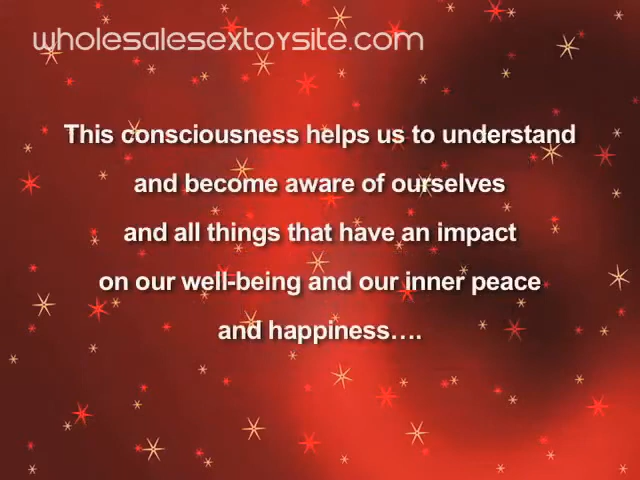 wholesalesextoysite.com
This consciousness helps us to understand
and become aware of ourselves
and all things that have an impact
on our well-being and our inner peace
and happiness….